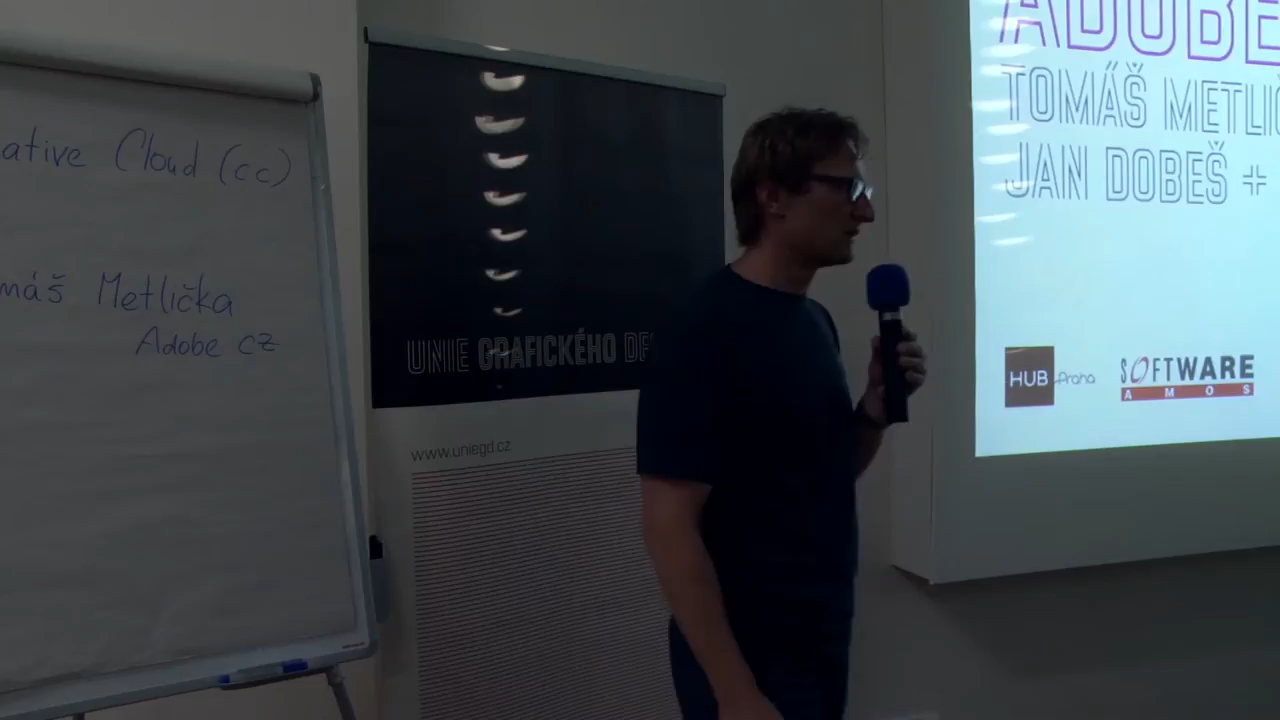 ative Cloud (cc)
máš Metlička
Adobe cz
UNIE GRAFICKÉHO DE
www.uniegd.cz
ADOBE
TOMÁŠ METLIČ
JAN DOBEŠ +
HUB Praha
SOFTWARE
AMOS